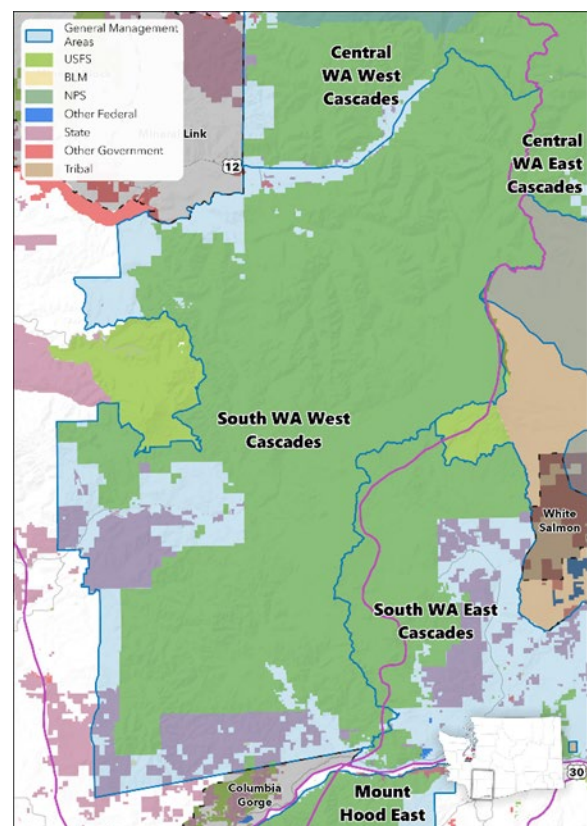 General Management
Areas
USFS
BLM
NPS
Other Federal
State
Other Government
Tribal
Central
WA West
Cascades
Mineral Link
12
Central
WA East
Cascades
South WA West
Cascades
White
Salmon
South WA East
Cascades
Columbia
Gorge
Mount
Hood East
30